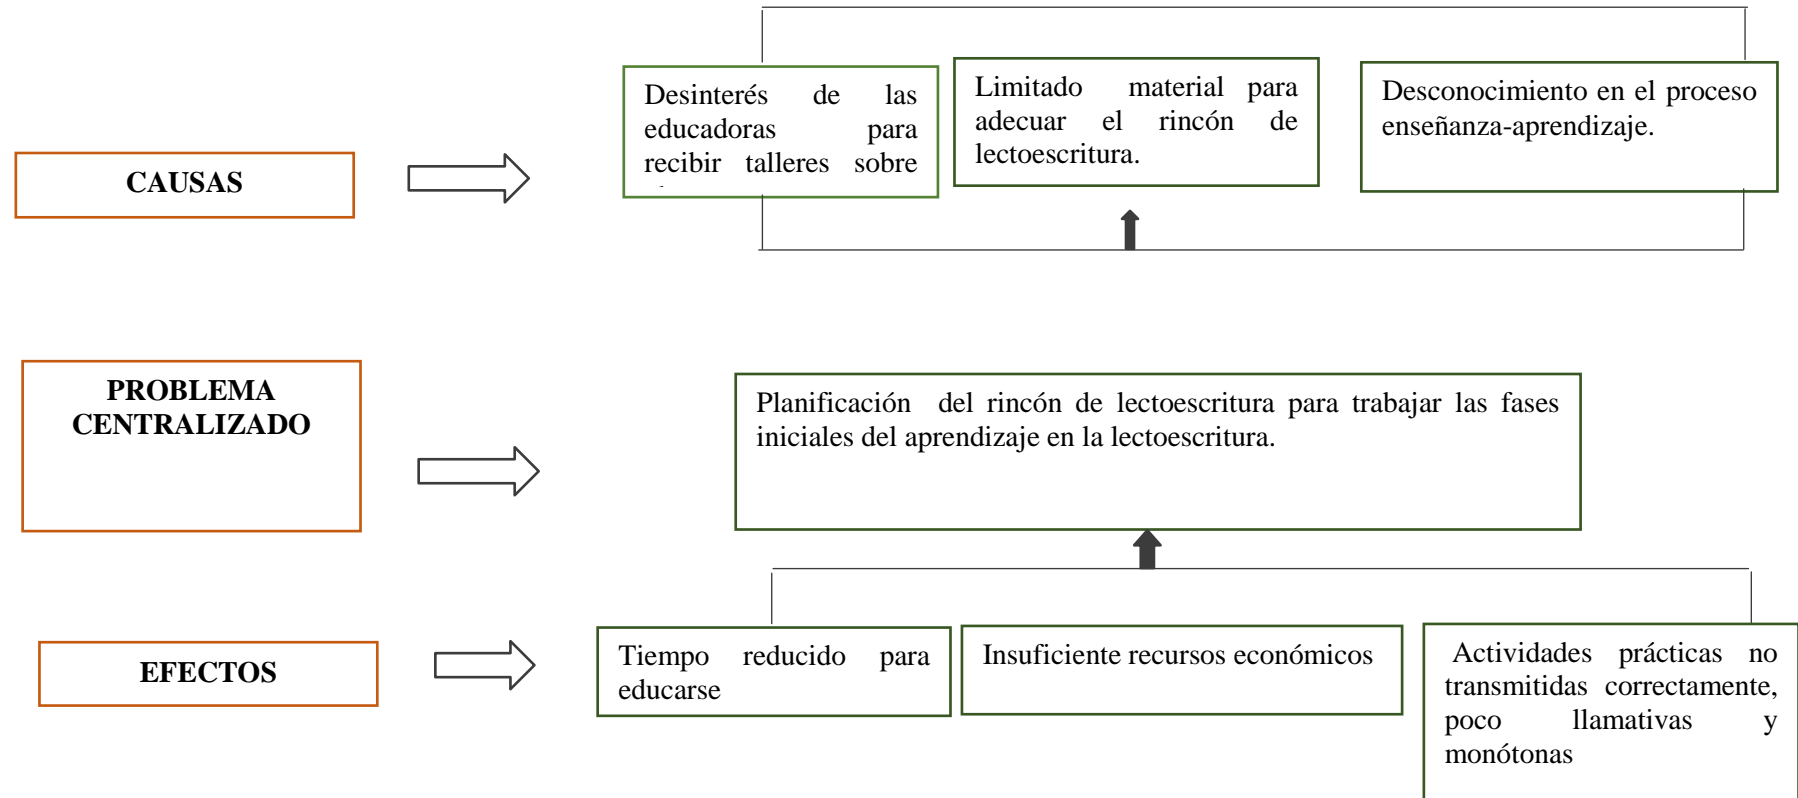 CAUSAS
Desinterés de las
educadoras para
recibir talleres sobre
Limitado material para
adecuar el rincón de
lectoescritura.
Desconocimiento en el proceso
enseñanza-aprendizaje.
PROBLEMA
CENTRALIZADO
Planificación del rincón de lectoescritura para trabajar las fases
iniciales del aprendizaje en la lectoescritura.
EFECTOS
Tiempo reducido para
educarse
Insuficiente recursos económicos
Actividades prácticas no
transmitidas correctamente,
poco llamativas y
monótonas